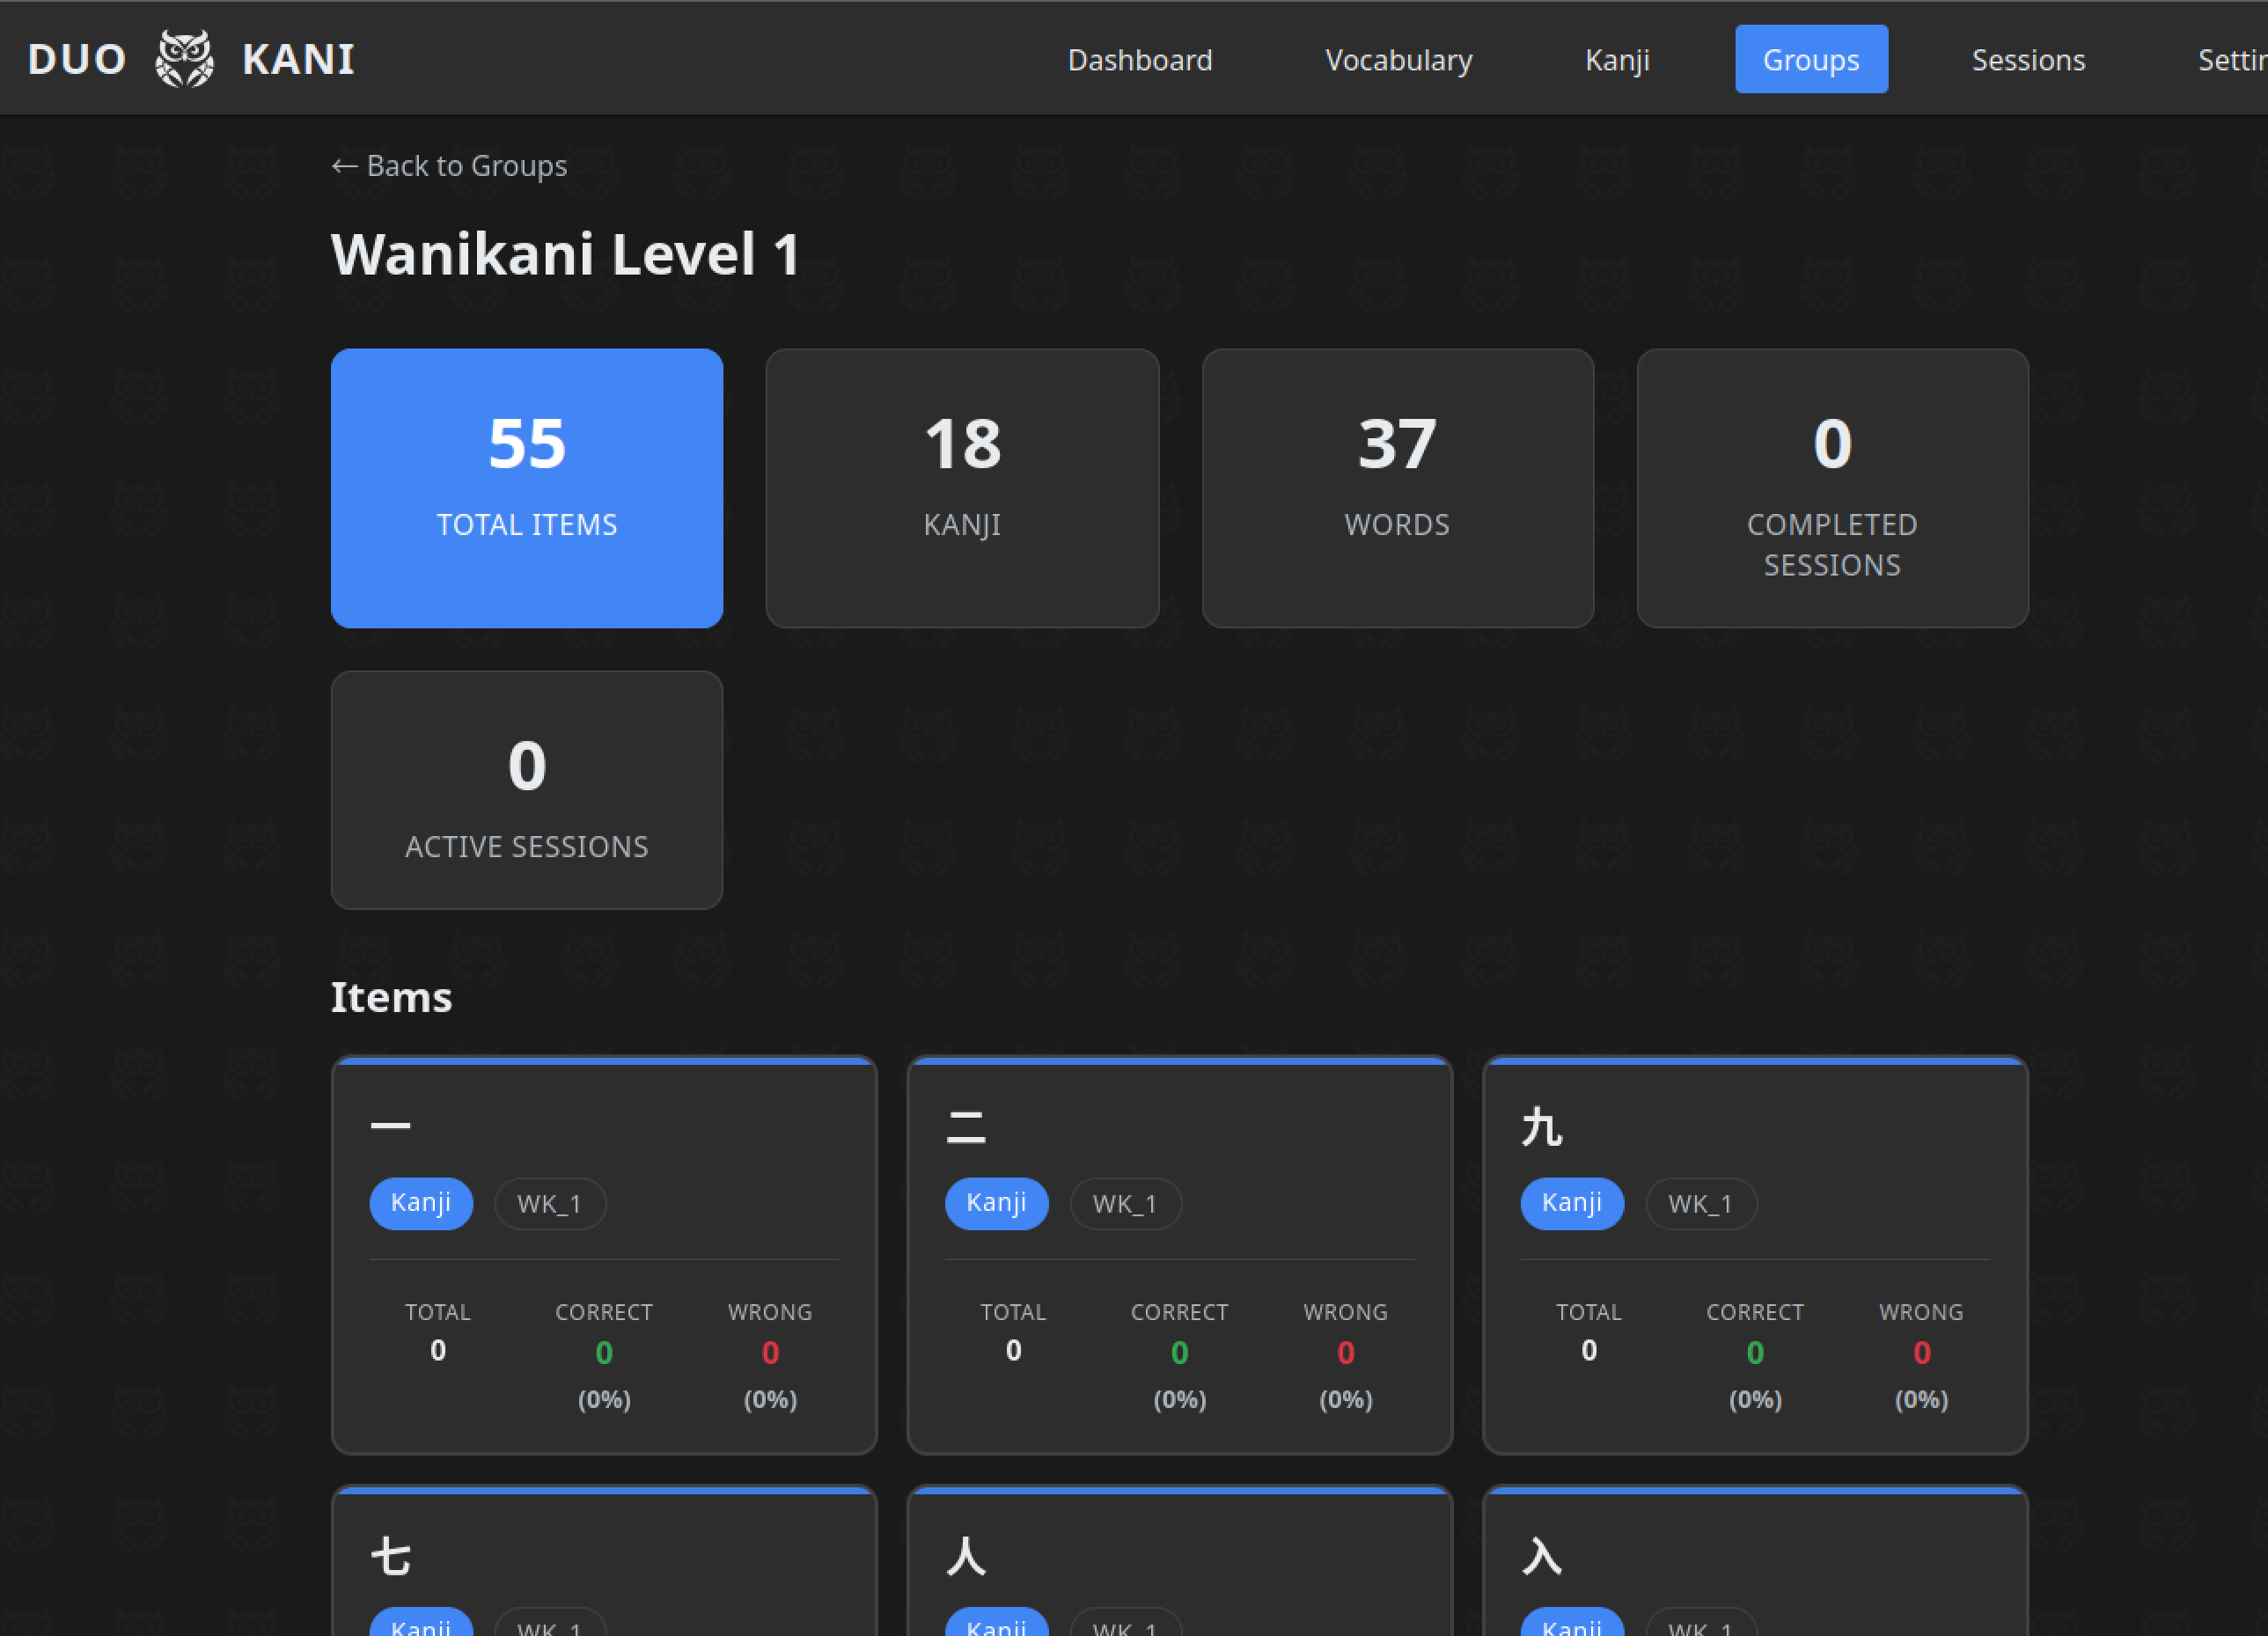 DUO KANI
Dashboard Vocabulary Kanji Groups Sessions
← Back to Groups
Wanikani Level 1
55
TOTAL ITEMS
18
KANJI
37
WORDS
0
COMPLETED
SESSIONS
0
ACTIVE SESSIONS
Items
一
Kanji WK_1
TOTAL CORRECT WRONG
0 0 0
(0%) (0%)
二
Kanji WK_1
TOTAL CORRECT WRONG
0 0 0
(0%) (0%)
九
Kanji WK_1
TOTAL CORRECT WRONG
0 0 0
(0%) (0%)
七
Kanji WK_1
人
Kanji WK_1
入
Kanji WK_1